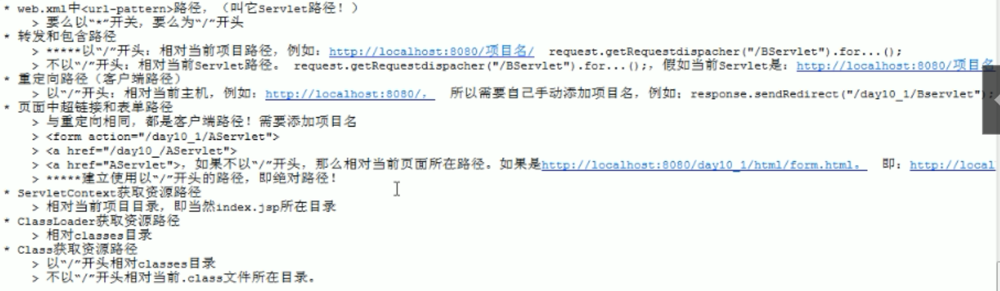 * web.xml中<url-pattern>路径，（叫它Servlet路径！）
> 要么以“*”开关，要么为“/”开头
* 转发和包含路径
> *****以“/”开头：相对当前项目路径，例如：http://localhost:8080/项目名/ request.getRequestdispacher("/BServlet").for...();
> 不以“/”开头：相对当前Servlet路径。 request.getRequestdispacher("/BServlet").for...();，假如当前Servlet是：http://localhost:8080/项目名
* 重定向路径（客户端路径）
> 以“/”开头：相对当前主机，例如：http://localhost:8080/， 所以需要自己手动添加项目名，例如；response.sendRedirect("/day10_1/Bservlet");
* 页面中超链接和表单路径
> 与重定向相同，都是客户端路径！需要添加项目名
> <form action="/day10_1/AServlet">
> <a href="/day10_/AServlet">
> <a href="AServlet">，如果不以“/”开头，那么相对当前页面所在路径。如果是http://localhost:8080/day10_1/html/form.html。 即：http://local
> *****建立使用以“/”开头的路径，即绝对路径！
* ServletContext获取资源路径
> 相对当前项目目录，即当然index.jsp所在目录
* ClassLoader获取资源路径
> 相对classes目录
* Class获取资源路径
> 以“/”开头相对classes目录
> 不以“/”开头相对当前.class文件所在目录。